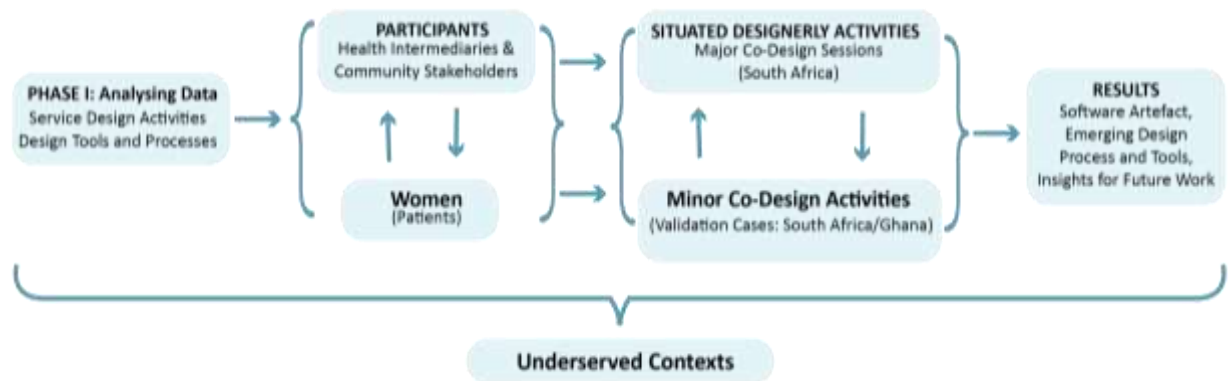 PHASE I: Analysing Data
Service Design Activities
Design Tools and Processes
PARTICIPANTS
Health Intermediaries &
Community Stakeholders
Women
(Patients)
SITUATED DESIGNERLY ACTIVITIES
Major Co-Design Sessions
(South Africa)
Minor Co-Design Activities
(Validation Cases: South Africa/Ghana)
RESULTS
Software Artefact,
Emerging Design
Process and Tools,
Insights for Future Work
Underserved Contexts